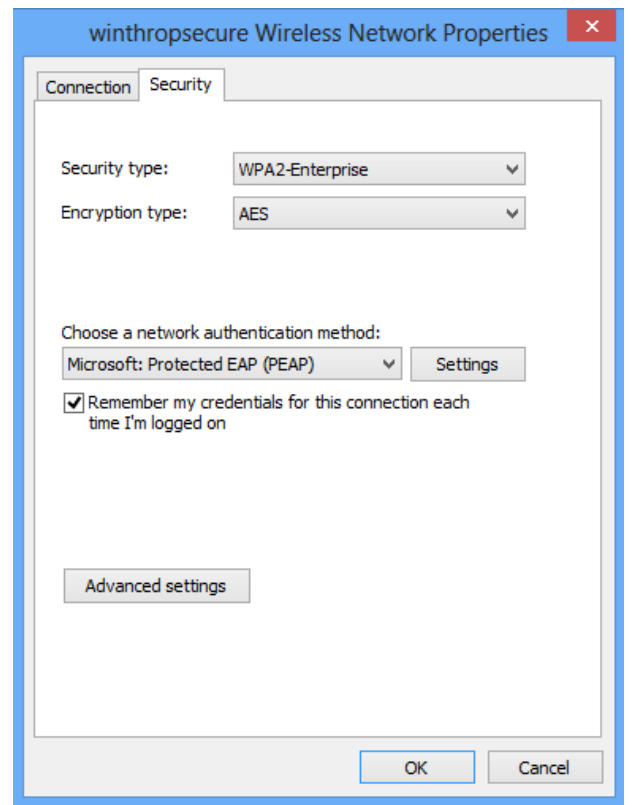 winthropsecure Wireless Network Properties
Connection
Security
Security type:
WPA2-Enterprise
Encryption type:
AES
Choose a network authentication method:
Microsoft: Protected EAP (PEAP)
Settings
Remember my credentials for this connection each
time I'm logged on
Advanced settings
OK
Cancel